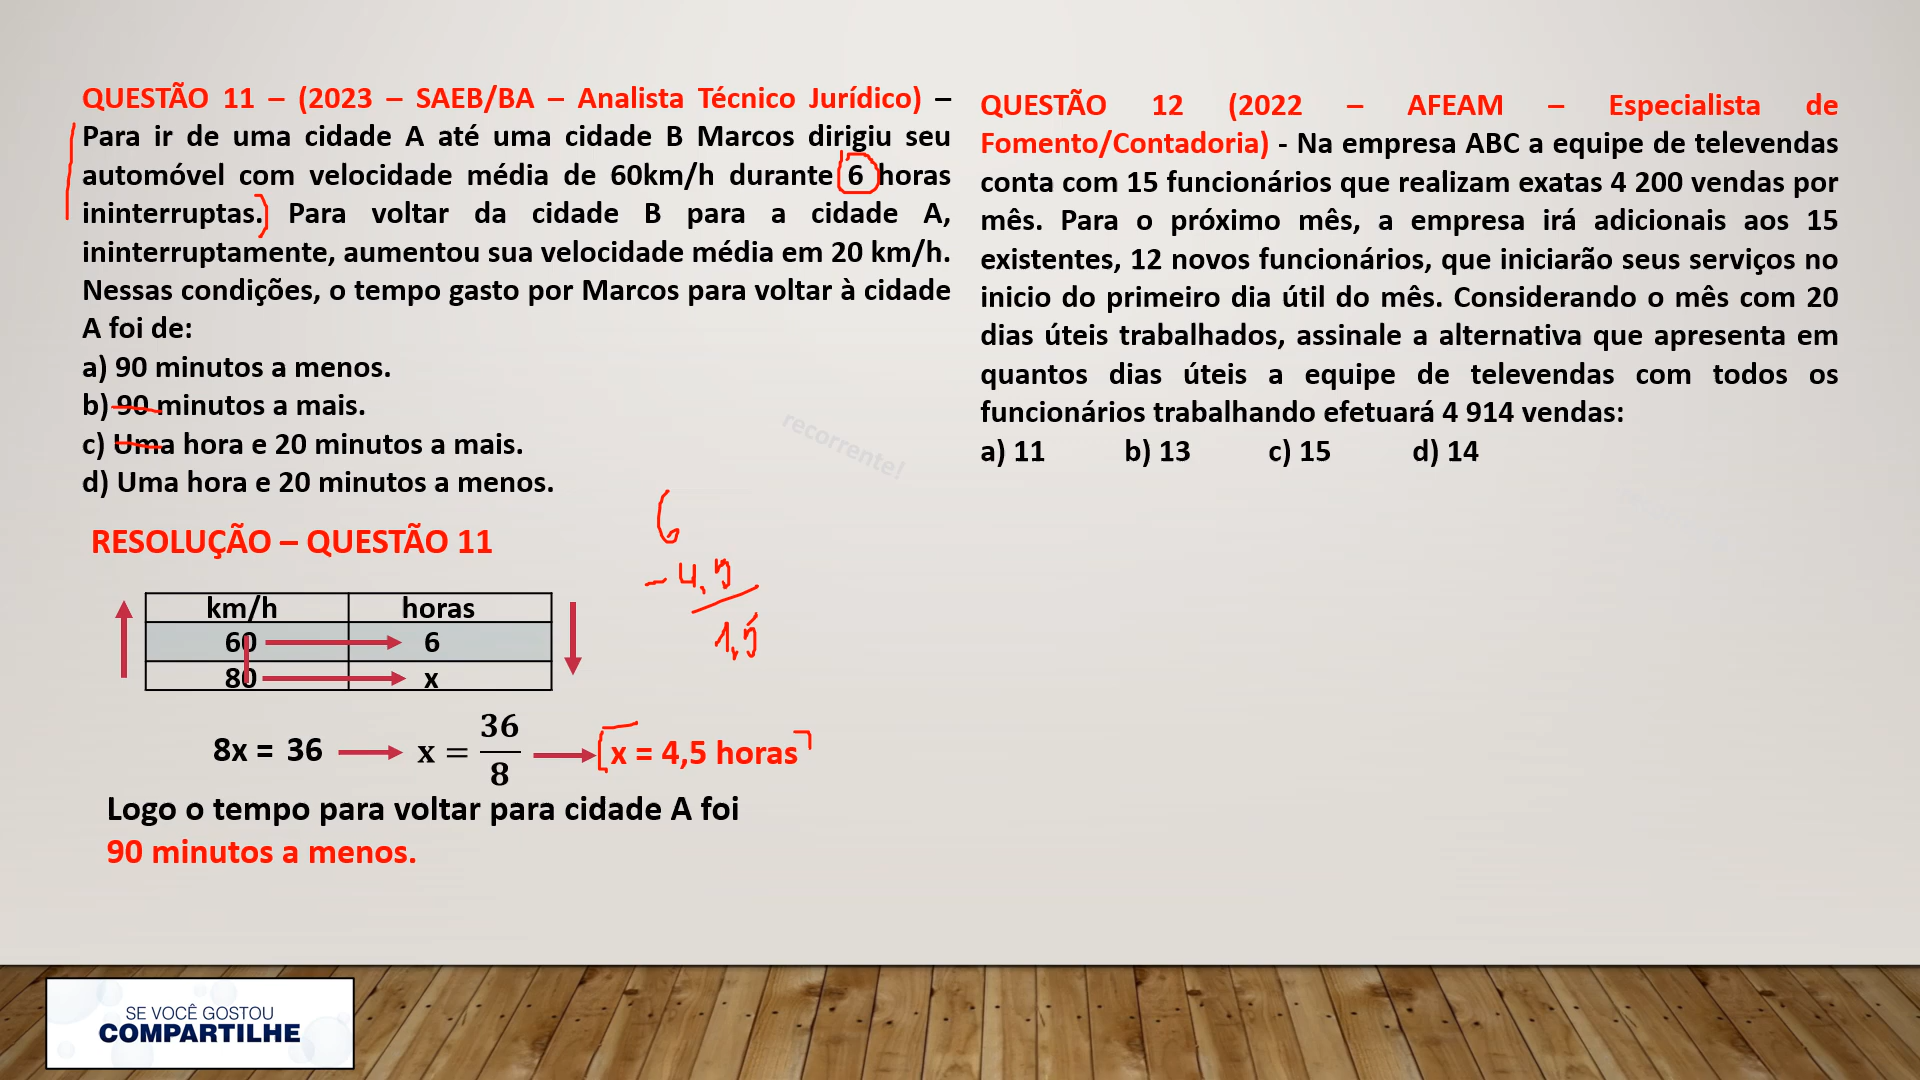 QUESTÃO 11 – (2023 – SAEB/BA – Analista Técnico Jurídico) –
Para ir de uma cidade A até uma cidade B Marcos dirigiu seu
automóvel com velocidade média de 60km/h durante 6 horas
ininterruptas. Para voltar da cidade B para a cidade A,
ininterruptamente, aumentou sua velocidade média em 20 km/h.
Nessas condições, o tempo gasto por Marcos para voltar à cidade
A foi de:
a) 90 minutos a menos.
b) 90 minutos a mais.
c) Uma hora e 20 minutos a mais.
d) Uma hora e 20 minutos a menos.
RESOLUÇÃO – QUESTÃO 11
6
- 4,5
1,5
km/h horas
60 6
80 x
8x = 36 x = 36/8 x = 4,5 horas
Logo o tempo para voltar para cidade A foi
90 minutos a menos.
QUESTÃO 12 (2022 – AFEAM – Especialista de
Fomento/Contadoria) - Na empresa ABC a equipe de televendas
conta com 15 funcionários que realizam exatas 4 200 vendas por
mês. Para o próximo mês, a empresa irá adicionais aos 15
existentes, 12 novos funcionários, que iniciarão seus serviços no
inicio do primeiro dia útil do mês. Considerando o mês com 20
dias úteis trabalhados, assinale a alternativa que apresenta em
quantos dias úteis a equipe de televendas com todos os
funcionários trabalhando efetuará 4 914 vendas:
a) 11 b) 13 c) 15 d) 14
recorrente!
SE VOCÊ GOSTOU
COMPARTILHE